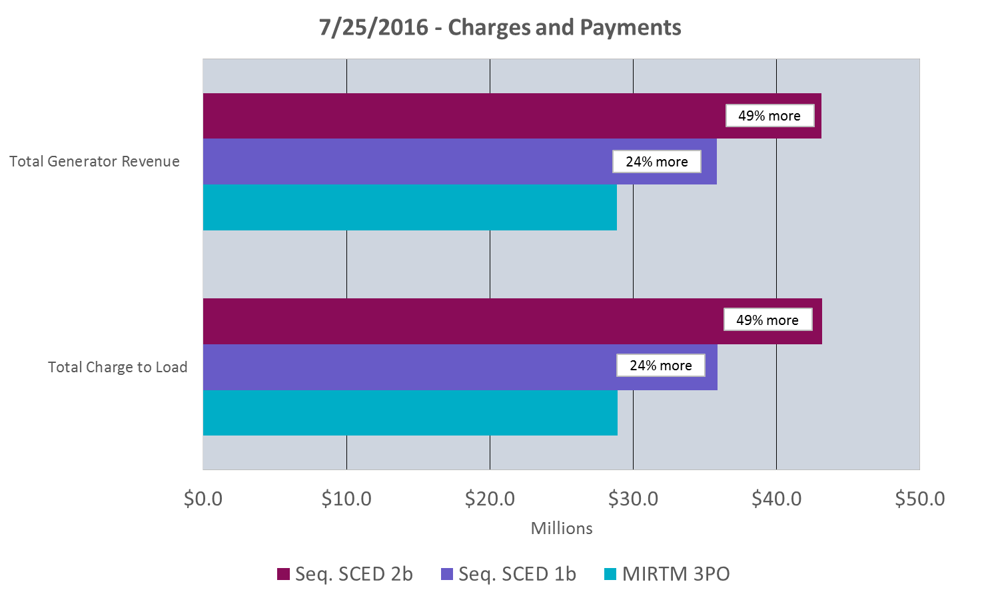 7/25/2016 - Charges and Payments
49% more
Total Generator Revenue
24% more
49% more
Total Charge to Load
24% more
$0.0 $10.0 $20.0 $30.0 $40.0 $50.0
Millions
Seq. SCED 2b Seq. SCED 1b MIRTM 3PO